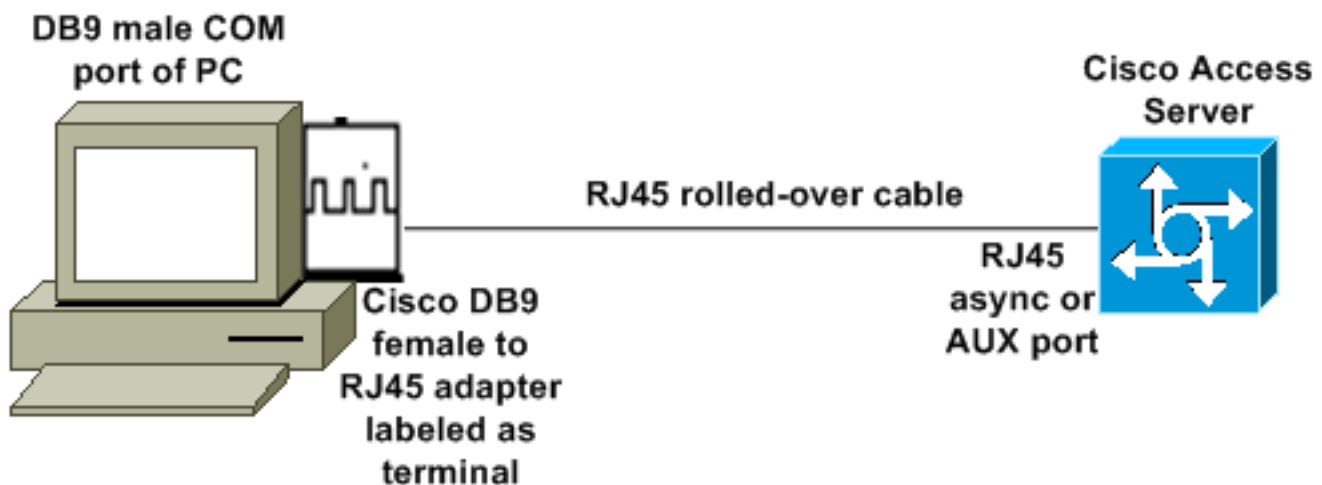 DB9 male COM
port of PC
Cisco Access
Server
RJ45 rolled-over cable
RJ45
async or
AUX port
Cisco DB9
female to
RJ45 adapter
labeled as
terminal